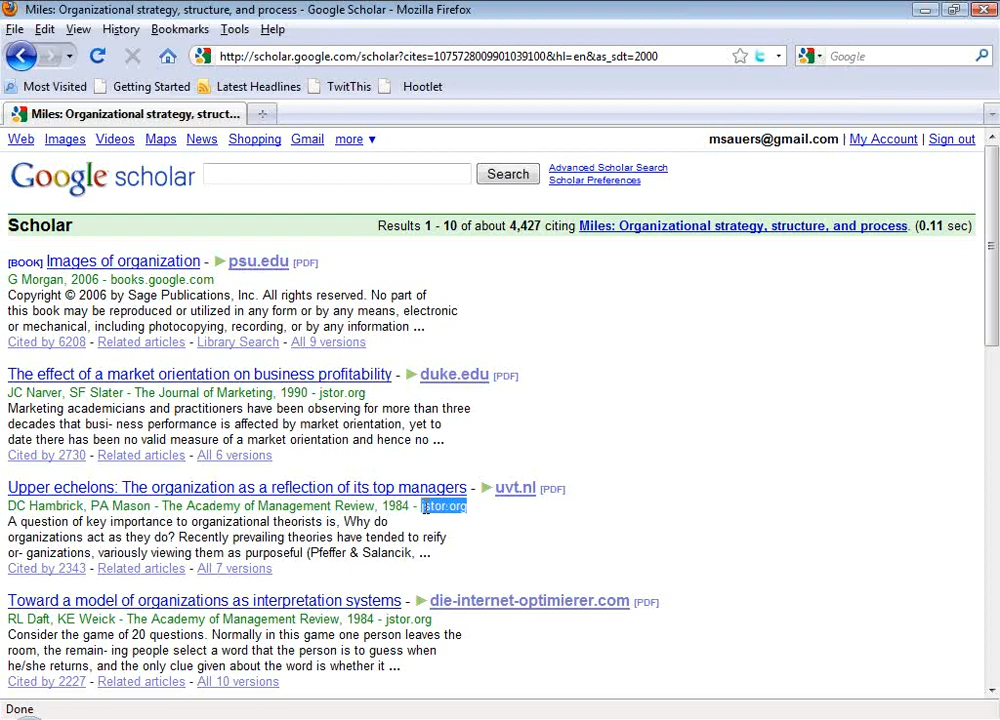 Miles: Organizational strategy, structure, and process - Google Scholar - Mozilla Firefox
File Edit View History Bookmarks Tools Help
http://scholar.google.com/scholar?cites=1075728009901039100&hl=en&as_sdt=2000 Google
Most Visited Getting Started Latest Headlines TwitThis Hootlet
Miles: Organizational strategy, struct...
Web Images Videos Maps News Shopping Gmail more ▼ msauers@gmail.com | My Account | Sign out
Google scholar Search Advanced Scholar Search
Scholar Preferences
Scholar Results 1 - 10 of about 4,427 citing Miles: Organizational strategy, structure, and process. (0.11 sec)
[BOOK] Images of organization - ►psu.edu [PDF]
G Morgan, 2006 - books.google.com
Copyright © 2006 by Sage Publications, Inc. All rights reserved. No part of
this book may be reproduced or utilized in any form or by any means, electronic
or mechanical, including photocopying, recording, or by any information ...
Cited by 6208 - Related articles - Library Search - All 9 versions
The effect of a market orientation on business profitability - ►duke.edu [PDF]
JC Narver, SF Slater - The Journal of Marketing, 1990 - jstor.org
Marketing academicians and practitioners have been observing for more than three
decades that busi- ness performance is affected by market orientation, yet to
date there has been no valid measure of a market orientation and hence no ...
Cited by 2730 - Related articles - All 6 versions
Upper echelons: The organization as a reflection of its top managers - ►uvt.nl [PDF]
DC Hambrick, PA Mason - The Academy of Management Review, 1984 - jstor.org
A question of key importance to organizational theorists is, Why do
organizations act as they do? Recently prevailing theories have tended to reify
or- ganizations, variously viewing them as purposeful (Pfeffer & Salancik, ...
Cited by 2343 - Related articles - All 7 versions
Toward a model of organizations as interpretation systems - ►die-internet-optimierer.com [PDF]
RL Daft, KE Weick - The Academy of Management Review, 1984 - jstor.org
Consider the game of 20 questions. Normally in this game one person leaves the
room, the remain- ing people select a word that the person is to guess when
he/she returns, and the only clue given about the word is whether it ...
Cited by 2227 - Related articles - All 10 versions
Done